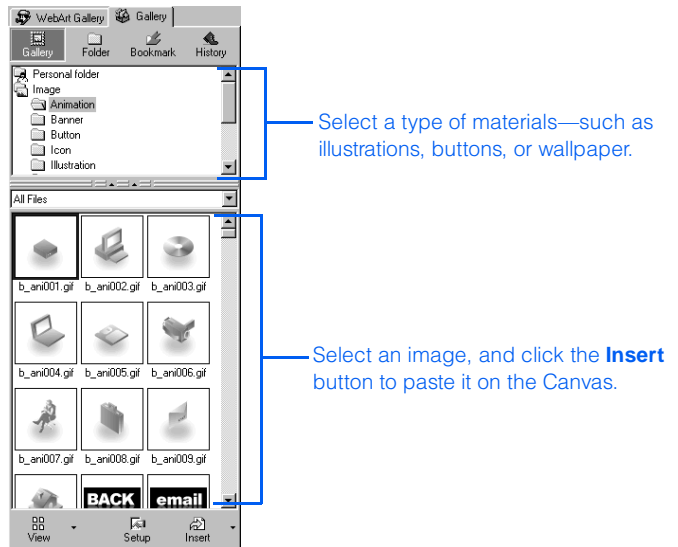 WebArt Gallery Gallery
Gallery Folder Bookmark History
Personal folder
Image
Animation
Banner
Button
Icon
Illustration
Select a type of materials—such as
illustrations, buttons, or wallpaper.
All Files
b_ani001.gif b_ani002.gif b_ani003.gif
b_ani004.gif b_ani005.gif b_ani006.gif
Select an image, and click the Insert
button to paste it on the Canvas.
b_ani007.gif b_ani008.gif b_ani009.gif
BACK email
View Setup Insert